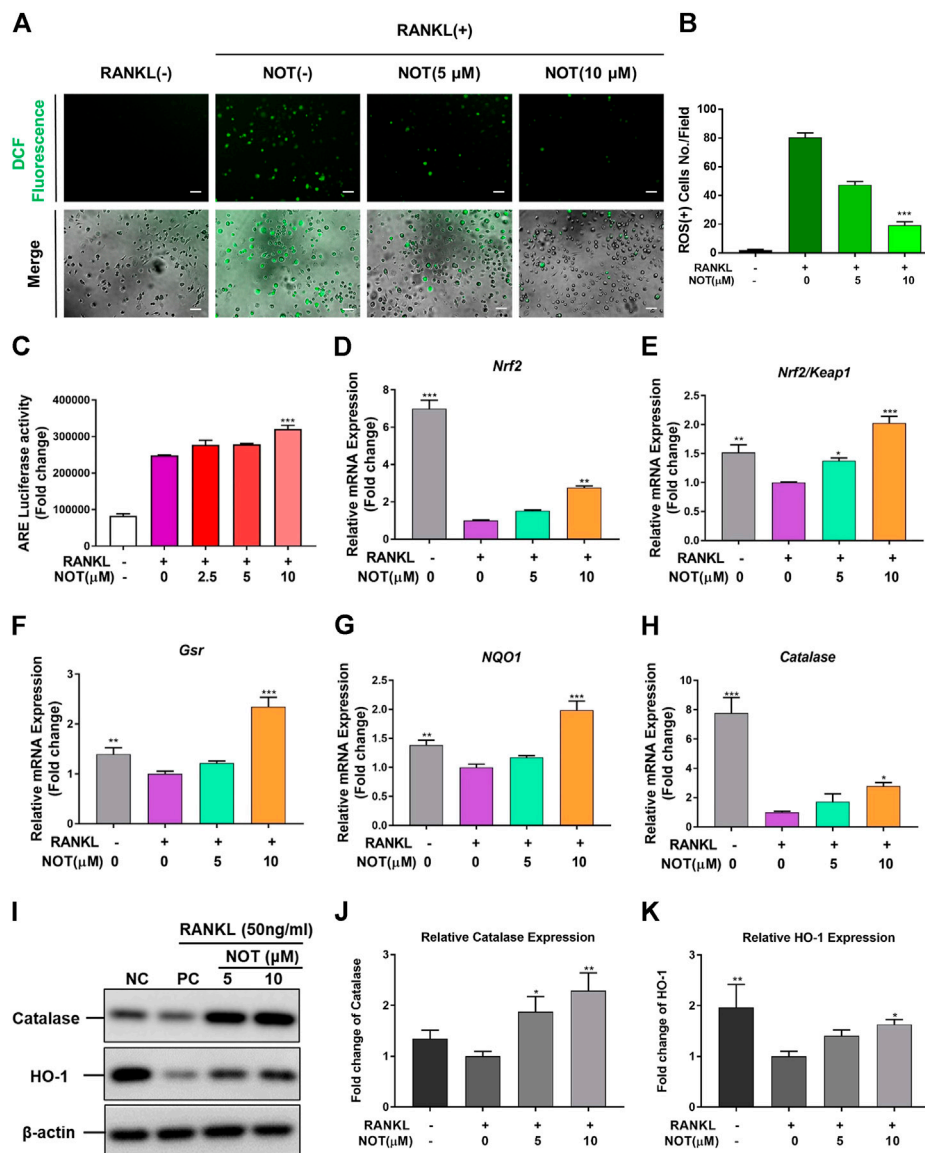 A
RANKL(+)
RANKL(-) NOT(-) NOT(5 μM) NOT(10 μM)
DCF
Fluorescence
Merge
B
ROS(+) Cells No./Field
80
60
40
20
0
***
RANKL - + + +
NOT(μM) - 0 5 10
C
ARE Luciferase activity
(Fold change)
400000
300000
200000
100000
0
***
RANKL - + + + +
NOT(μM) - 0 2.5 5 10
D
Nrf2
Relative mRNA Expression
(Fold change)
8
6
4
2
0
***
**
RANKL - + + +
NOT(μM) 0 0 5 10
E
Nrf2/Keap1
Relative mRNA Expression
(Fold change)
2.5
2.0
1.5
1.0
0.5
0.0
** * ***
RANKL - + + +
NOT(μM) 0 0 5 10
F
Gsr
Relative mRNA Expression
(Fold change)
3
2
1
0
** ***
RANKL - + + +
NOT(μM) 0 0 5 10
G
NQO1
Relative mRNA Expression
(Fold change)
2.5
2.0
1.5
1.0
0.5
0.0
** ***
RANKL - + + +
NOT(μM) 0 0 5 10
H
Catalase
Relative mRNA Expression
(Fold change)
10
8
6
4
2
0
*** *
RANKL - + + +
NOT(μM) 0 0 5 10
I
RANKL (50ng/ml)
NOT (μM)
NC PC 5 10
Catalase
HO-1
β-actin
J
Relative Catalase Expression
Fold change of Catalase
3
2
1
0
* **
RANKL - + + +
NOT(μM) - 0 5 10
K
Relative HO-1 Expression
Fold change of HO-1
3
2
1
0
** *
RANKL - + + +
NOT(μM) - 0 5 10